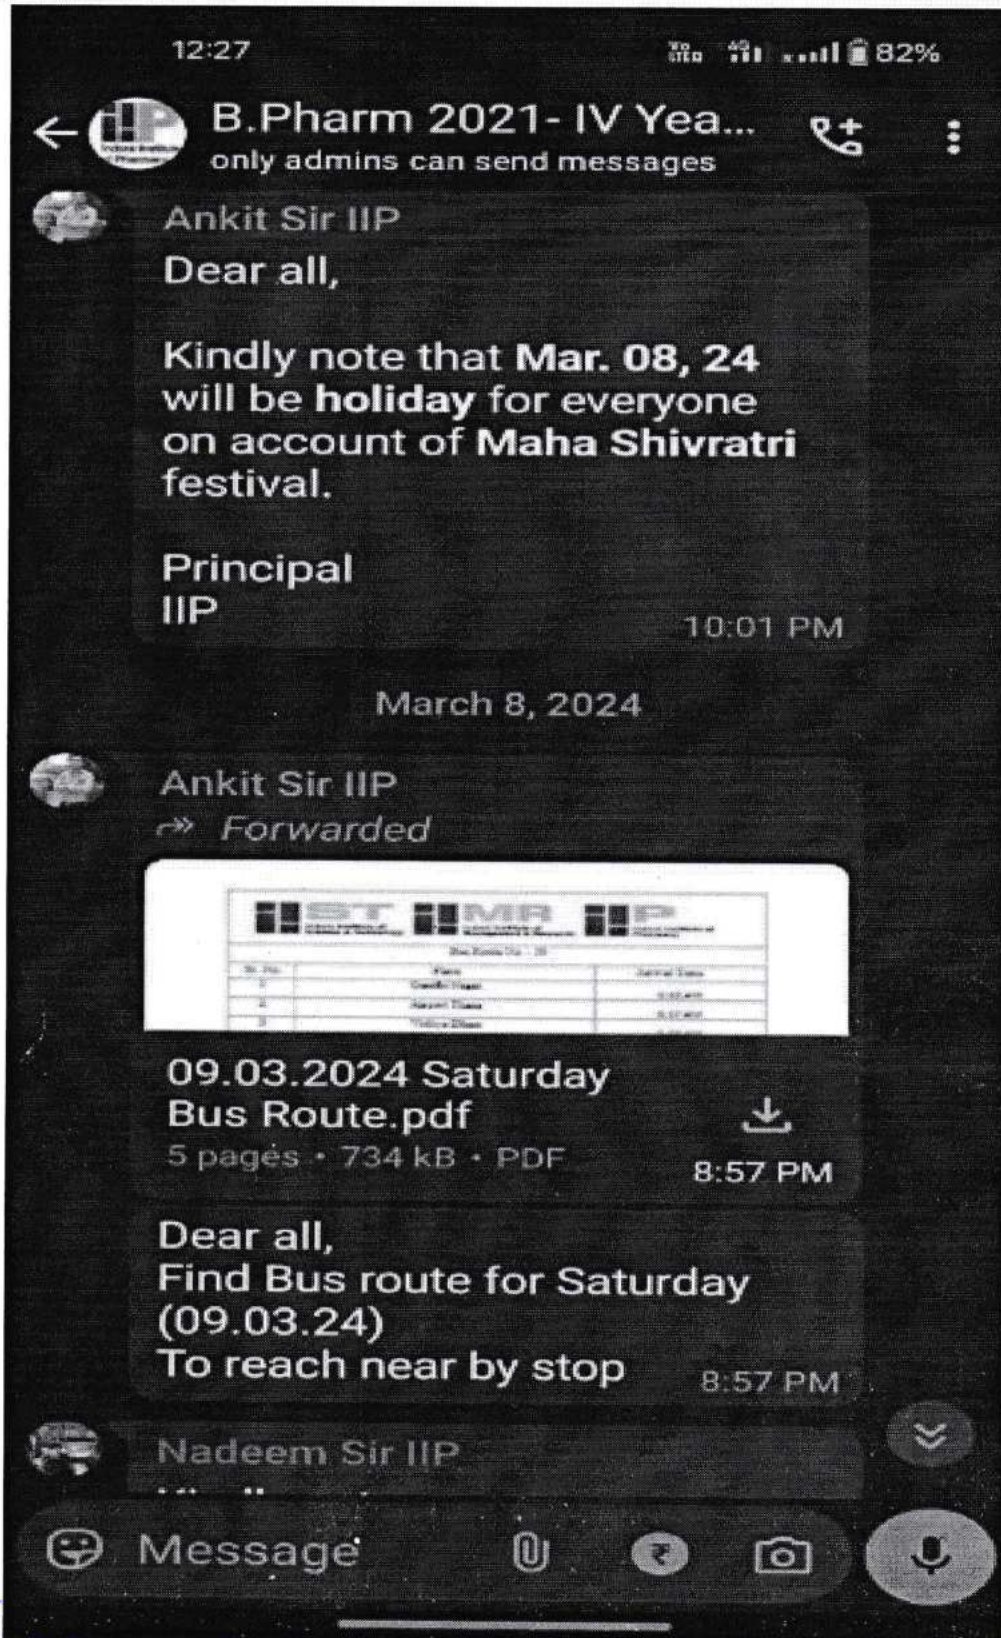 12:27
82%
B.Pharm 2021- IV Yea...
only admins can send messages
Ankit Sir IIP
Dear all,
Kindly note that Mar. 08, 24
will be holiday for everyone
on account of Maha Shivratri
festival.
Principal
IIP
10:01 PM
March 8, 2024
Ankit Sir IIP
Forwarded
09.03.2024 Saturday
Bus Route.pdf
5 pages • 734 kB • PDF
8:57 PM
Dear all,
Find Bus route for Saturday
(09.03.24)
To reach near by stop
8:57 PM
Nadeem Sir IIP
Message